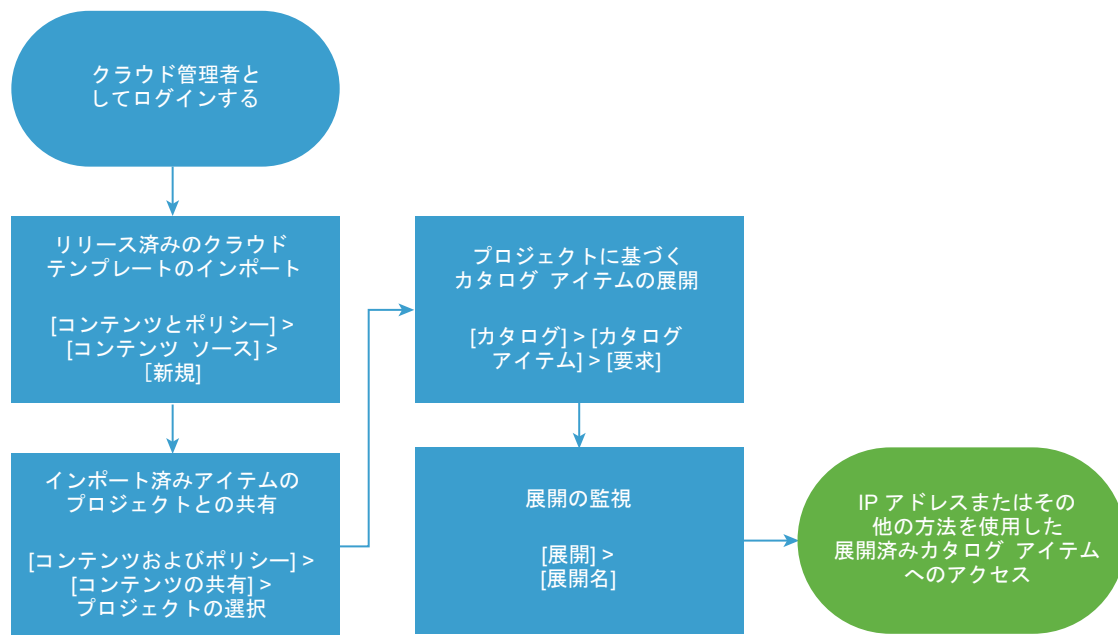 クラウド管理者と
してログインする
リリース済みのクラウド
テンプレートのインポート
[コンテンツとポリシー] >
[コンテンツ ソース] >
[新規]
インポート済みアイテムの
プロジェクトとの共有
[コンテンツおよびポリシー] >
[コンテンツの共有] >
プロジェクトの選択
プロジェクトに基づく
カタログ アイテムの展開
[カタログ] > [カタログ
アイテム] > [要求]
展開の監視
[展開] >
[展開名]
IP アドレスまたはその
他の方法を使用した
展開済みカタログ アイテム
へのアクセス